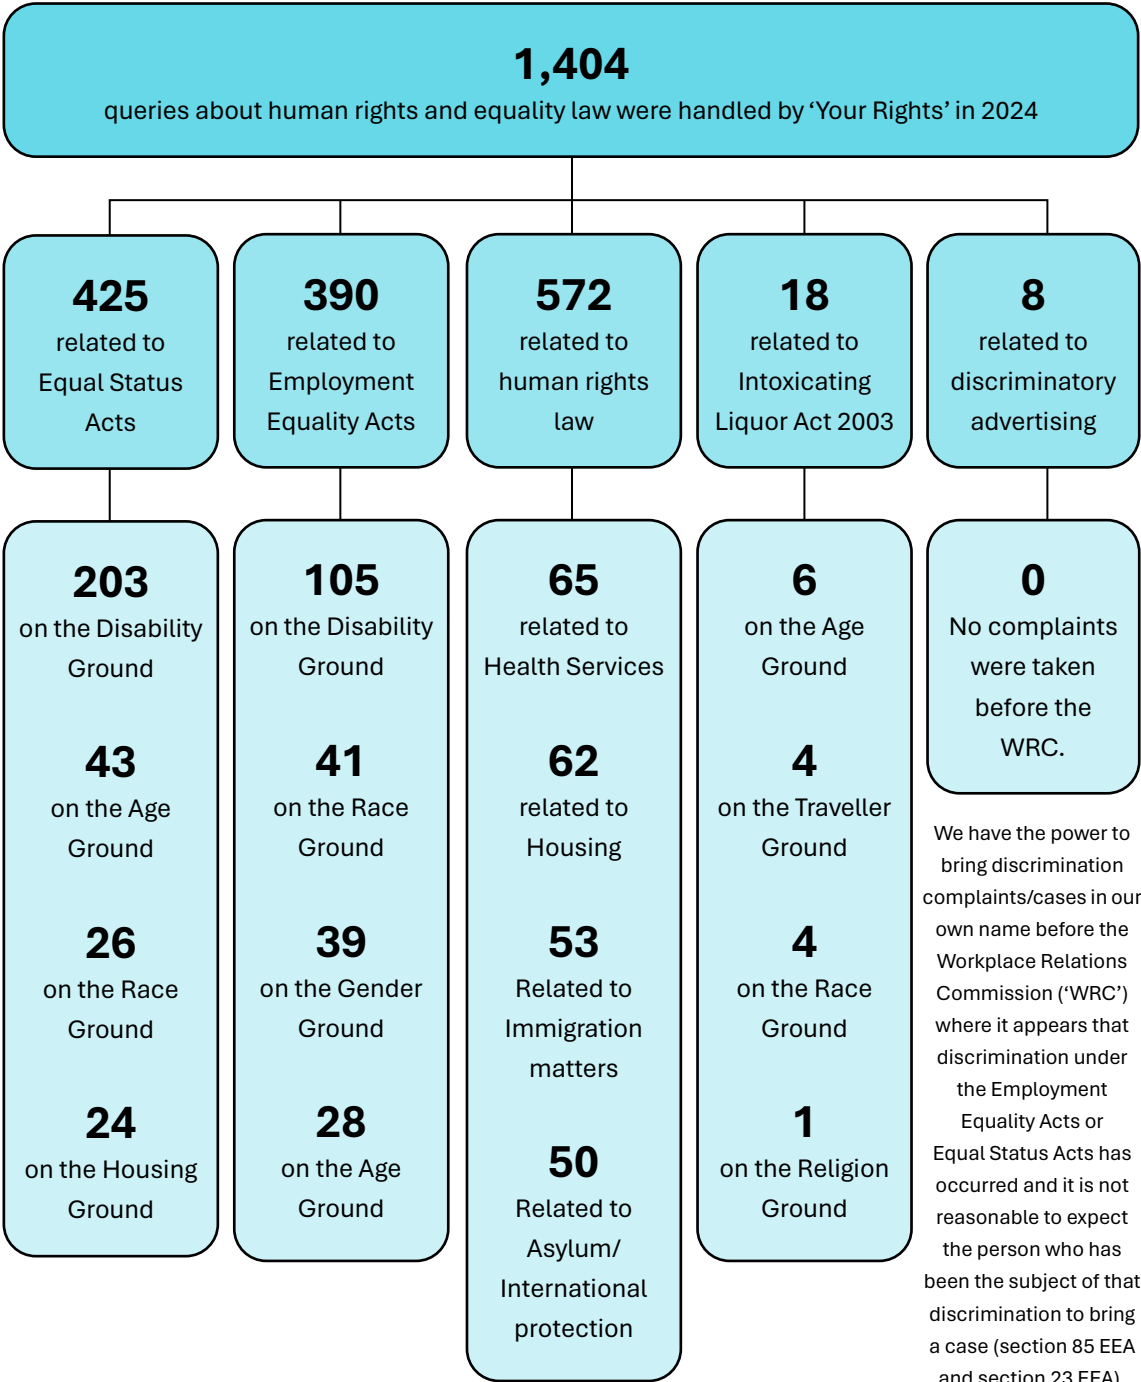 1,404
queries about human rights and equality law were handled by ‘Your Rights’ in 2024
425
related to
Equal Status
Acts
390
related to
Employment
Equality Acts
572
related to
human rights
law
18
related to
Intoxicating
Liquor Act 2003
8
related to
discriminatory
advertising
203
on the Disability
Ground
43
on the Age
Ground
26
on the Race
Ground
24
on the Housing
Ground
105
on the Disability
Ground
41
on the Race
Ground
39
on the Gender
Ground
28
on the Age
Ground
65
related to
Health Services
62
related to
Housing
53
Related to
Immigration
matters
50
Related to
Asylum/
International
protection
6
on the Age
Ground
4
on the Traveller
Ground
4
on the Race
Ground
1
on the Religion
Ground
0
No complaints
were taken
before the
WRC.
We have the power to
bring discrimination
complaints/cases in our
own name before the
Workplace Relations
Commission (‘WRC’)
where it appears that
discrimination under
the Employment
Equality Acts or
Equal Status Acts has
occurred and it is not
reasonable to expect
the person who has
been the subject of that
discrimination to bring
a case (section 85 EEA
and section 23 EEA)